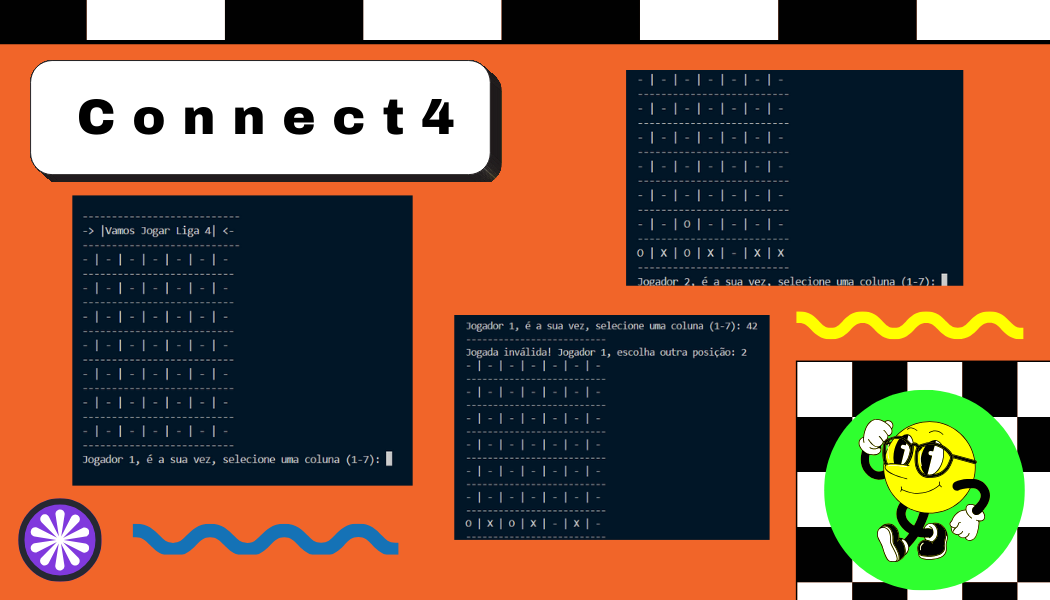 Connect4
---------------------------
-> |Vamos Jogar Liga 4| <-
---------------------------
- | - | - | - | - | - | -
--------------------------
- | - | - | - | - | - | -
--------------------------
- | - | - | - | - | - | -
--------------------------
- | - | - | - | - | - | -
--------------------------
- | - | - | - | - | - | -
--------------------------
- | - | - | - | - | - | -
--------------------------
- | - | - | - | - | - | -
--------------------------
Jogador 1, é a sua vez, selecione uma coluna (1-7):
- | - | - | - | - | - | -
--------------------------
- | - | - | - | - | - | -
--------------------------
- | - | - | - | - | - | -
--------------------------
- | - | - | - | - | - | -
--------------------------
- | - | - | - | - | - | -
--------------------------
- | - | O | - | - | - | -
--------------------------
O | X | O | X | - | X | X
--------------------------
Jogador 2, é a sua vez, selecione uma coluna (1-7):
Jogador 1, é a sua vez, selecione uma coluna (1-7): 42
--------------------------
Jogada inválida! Jogador 1, escolha outra posição: 2
- | - | - | - | - | - | -
--------------------------
- | - | - | - | - | - | -
--------------------------
- | - | - | - | - | - | -
--------------------------
- | - | - | - | - | - | -
--------------------------
- | - | - | - | - | - | -
--------------------------
- | - | - | - | - | - | -
--------------------------
O | X | O | X | - | X | -
--------------------------